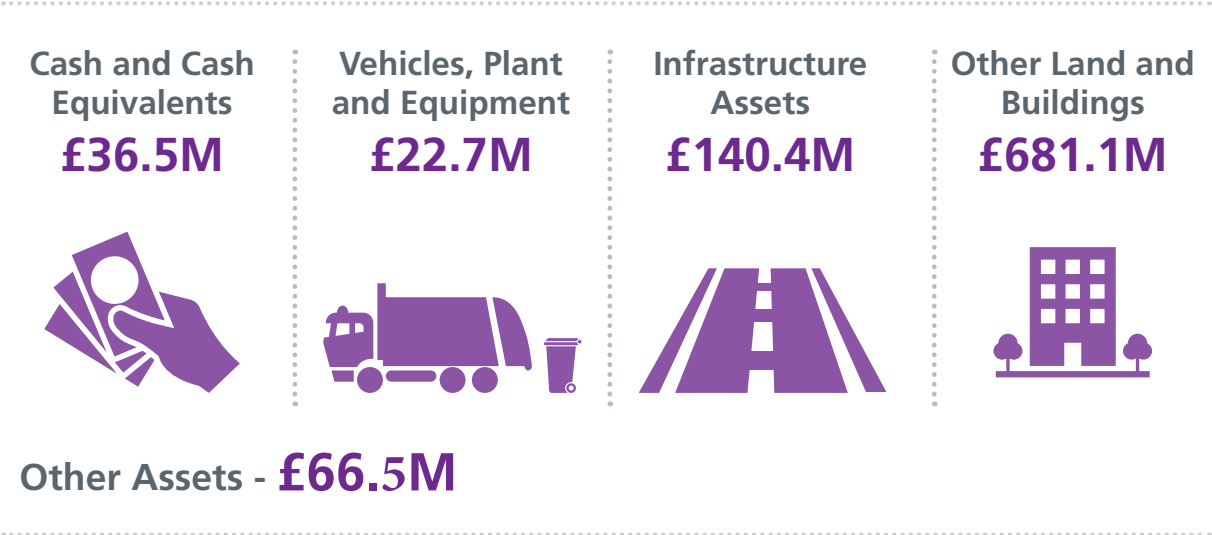 Cash and Cash
Equivalents
£36.5M
Vehicles, Plant
and Equipment
£22.7M
Infrastructure
Assets
£140.4M
Other Land and
Buildings
£681.1M
Other Assets - £66.5M